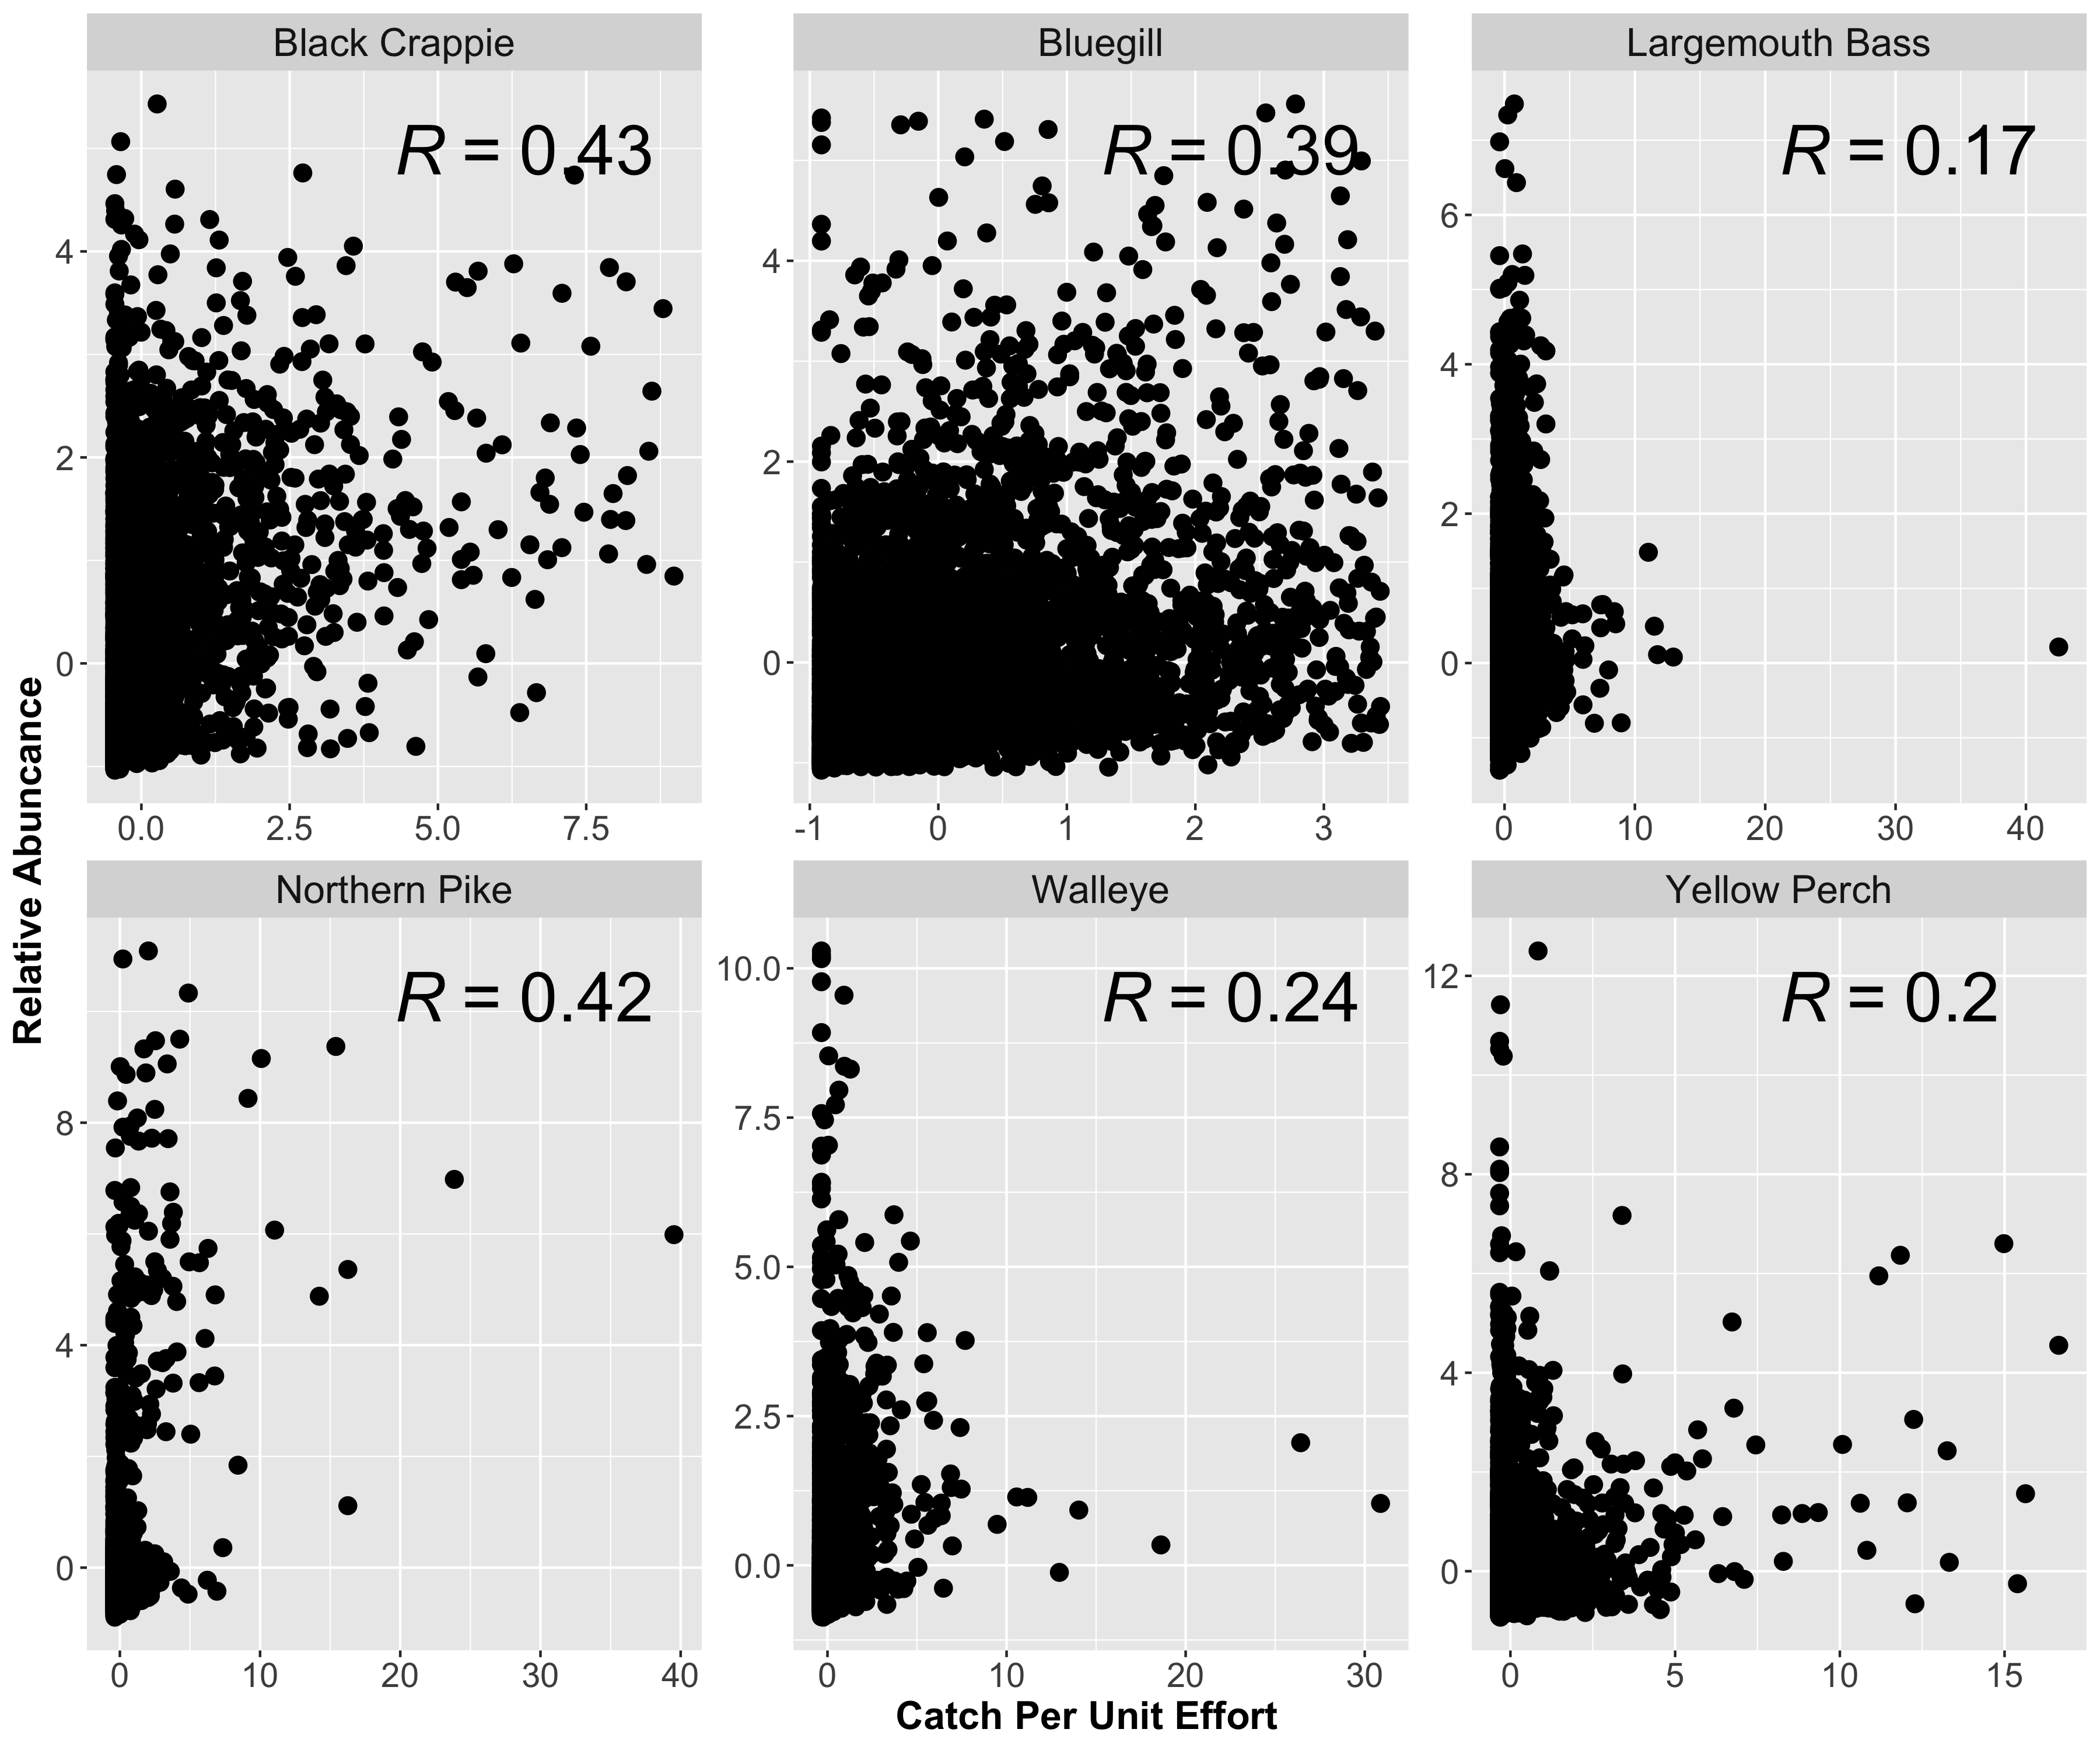 Black Crappie
Bluegill
Largemouth Bass
R = 0.43
R = 0.39
R = 0.17
4
2
0
4
2
0
6
4
2
0
0.0 2.5 5.0 7.5
-1 0 1 2 3
0 10 20 30 40
Relative Abuncance
Northern Pike
Walleye
Yellow Perch
R = 0.42
R = 0.24
R = 0.2
8
4
0
10.0
7.5
5.0
2.5
0.0
12
8
4
0
0 10 20 30 40
0 10 20 30
0 5 10 15
Catch Per Unit Effort